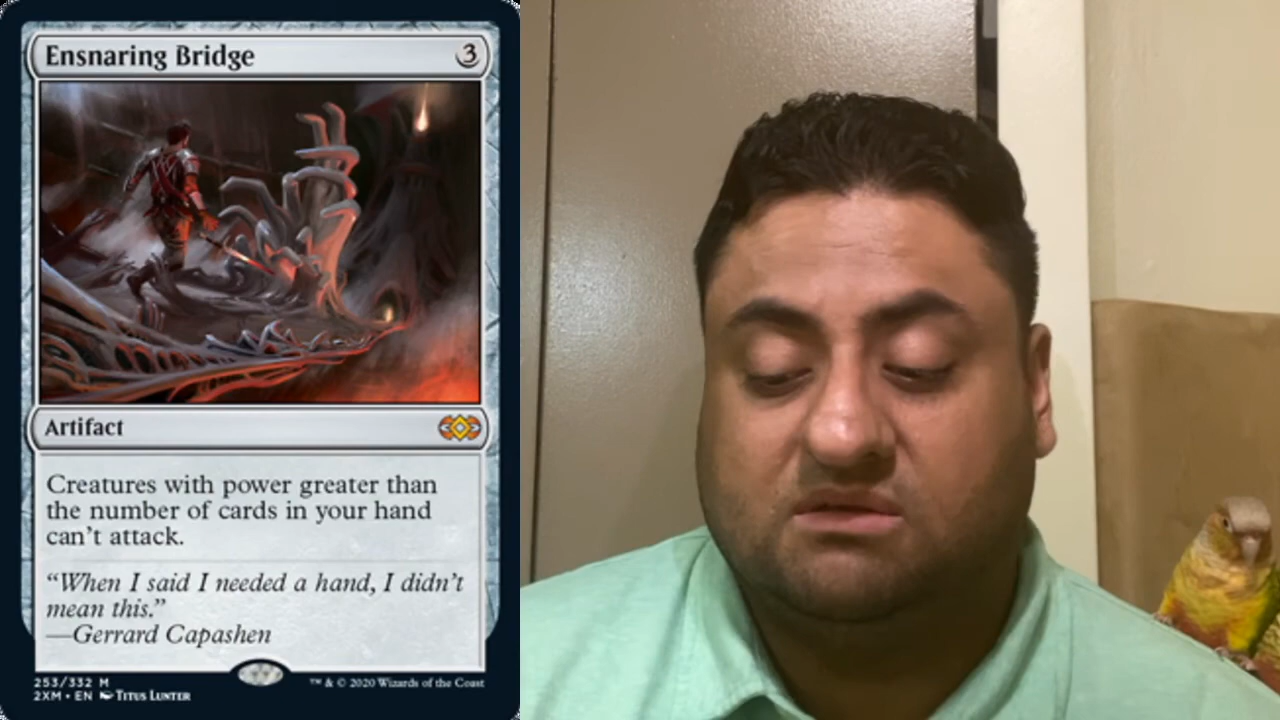 Ensnaring Bridge 3
Artifact
Creatures with power greater than
the number of cards in your hand
can't attack.
"When I said I needed a hand, I didn't
mean this."
—Gerrard Capashen
253/332 M
2XM • EN Titus Lunter
™ & © 2020 Wizards of the Coast